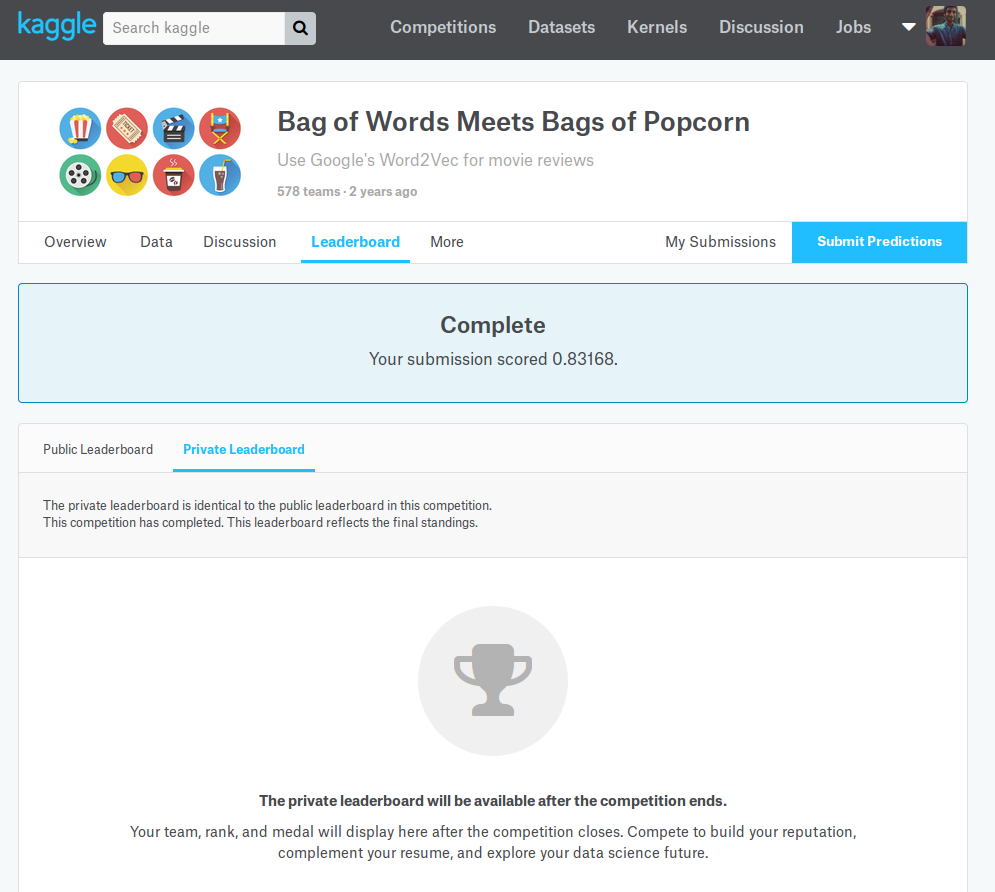 kaggle
Search kaggle
Competitions Datasets Kernels Discussion Jobs
Bag of Words Meets Bags of Popcorn
Use Google's Word2Vec for movie reviews
578 teams · 2 years ago
Overview Data Discussion Leaderboard More My Submissions Submit Predictions
Complete
Your submission scored 0.83168.
Public Leaderboard Private Leaderboard
The private leaderboard is identical to the public leaderboard in this competition.
This competition has completed. This leaderboard reflects the final standings.
The private leaderboard will be available after the competition ends.
Your team, rank, and medal will display here after the competition closes. Compete to build your reputation,
complement your resume, and explore your data science future.